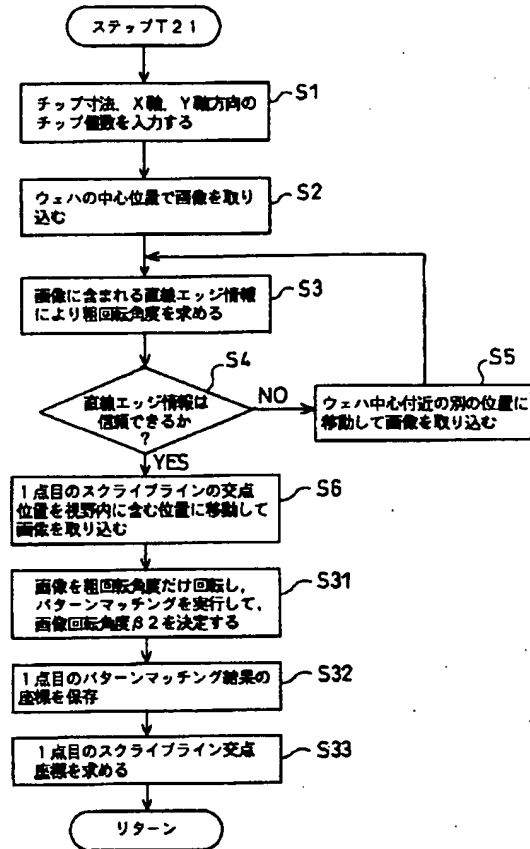 ステップT21
S1
チップ寸法，X軸，Y軸方向の
チップ個数を入力する
S2
ウェハの中心位置で画像を取り
込む
S3
画像に含まれる直線エッジ情報
により粗回転角度を求める
S4
直線エッジ情報は
信頼できるか
?
NO
YES
S5
ウェハ中心付近の別の位置に
移動して画像を取り込む
S6
1点目のスクライブラインの交点
位置を視野内に含む位置に移動して
画像を取り込む
S31
画像を粗回転角度だけ回転し，
パターンマッチングを実行して，
画像回転角度β2を決定する
S32
1点目のパターンマッチング結果の
座標を保存
S33
1点目のスクライブライン交点
座標を求める
リターン